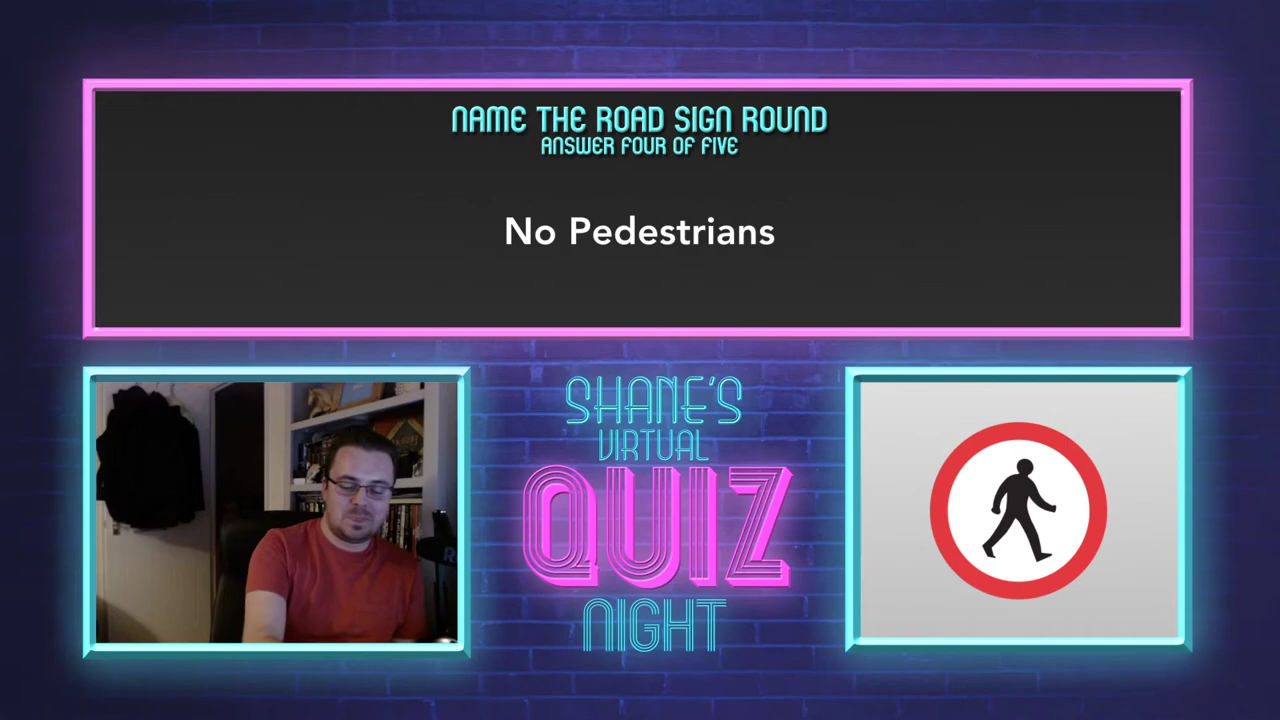 NAME THE ROAD SIGN ROUND
ANSWER FOUR OF FIVE
No Pedestrians
SHANE'S
VIRTUAL
QUIZ
NIGHT